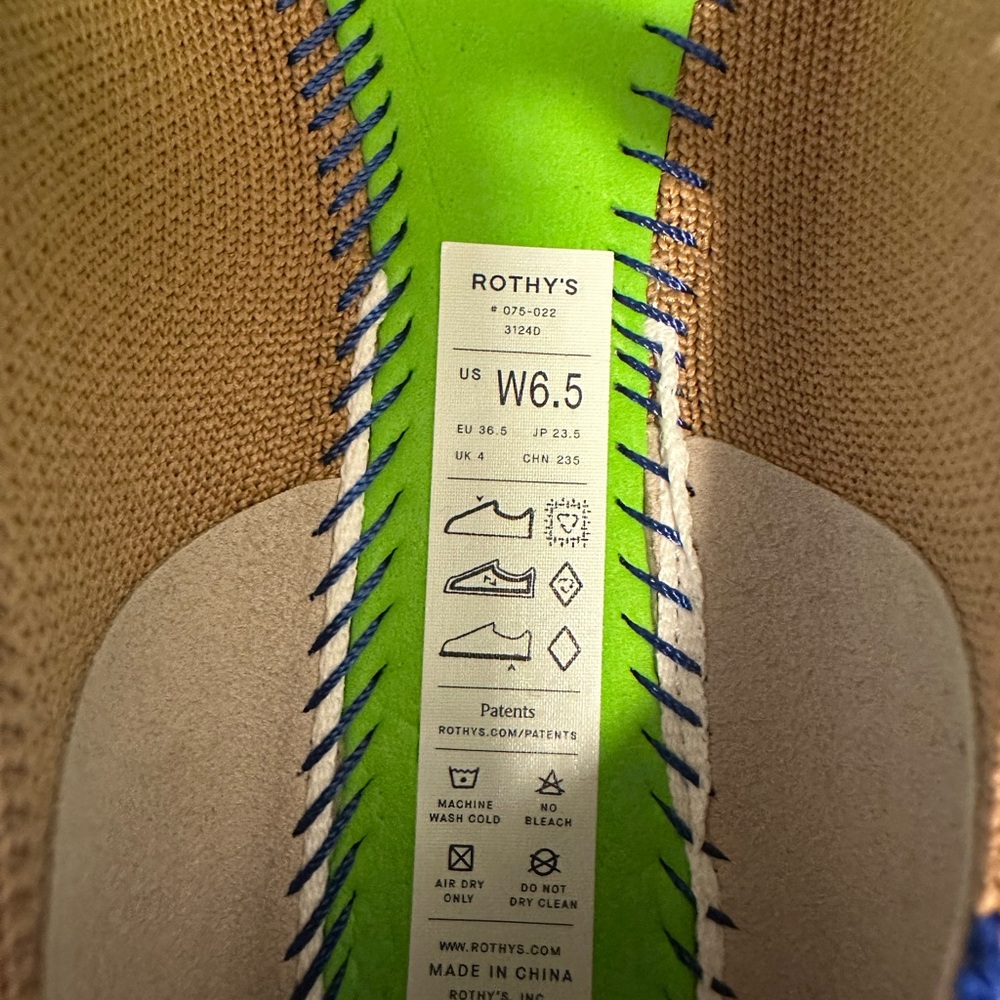 ROTHY'S
# 075-022
3124D
US W6.5
EU 36.5 JP 23.5
UK 4 CHN 235
Patents
ROTHYS.COM/PATENTS
MACHINE WASH COLD
NO BLEACH
AIR DRY ONLY
DO NOT DRY CLEAN
WWW.ROTHYS.COM
MADE IN CHINA
ROTHY'S, INC